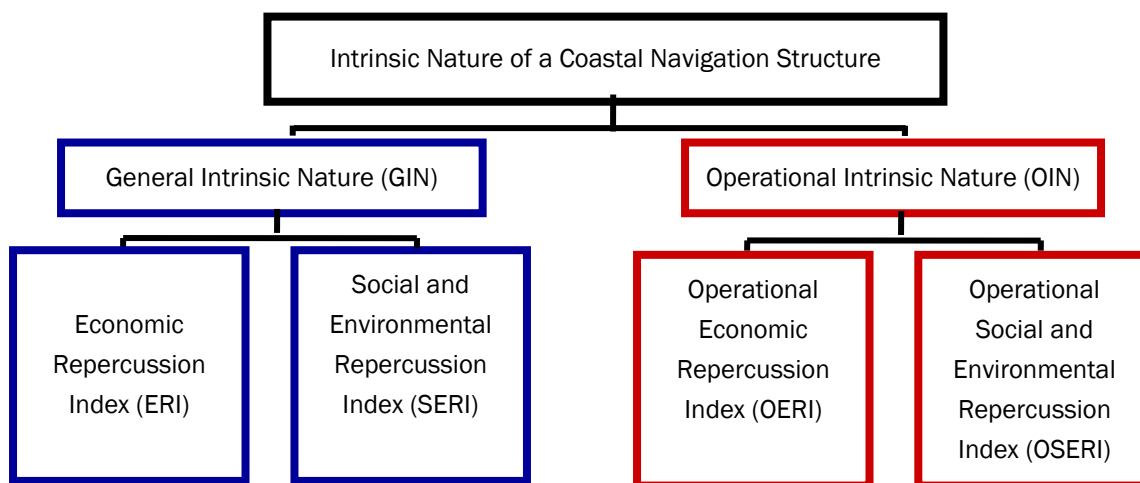 Intrinsic Nature of a Coastal Navigation Structure
General Intrinsic Nature (GIN)
Operational Intrinsic Nature (OIN)
Economic
Repercussion
Index (ERI)
Social and
Environmental
Repercussion
Index (SERI)
Operational
Economic
Repercussion
Index (OERI)
Operational
Social and
Environmental
Repercussion
Index (OSERI)